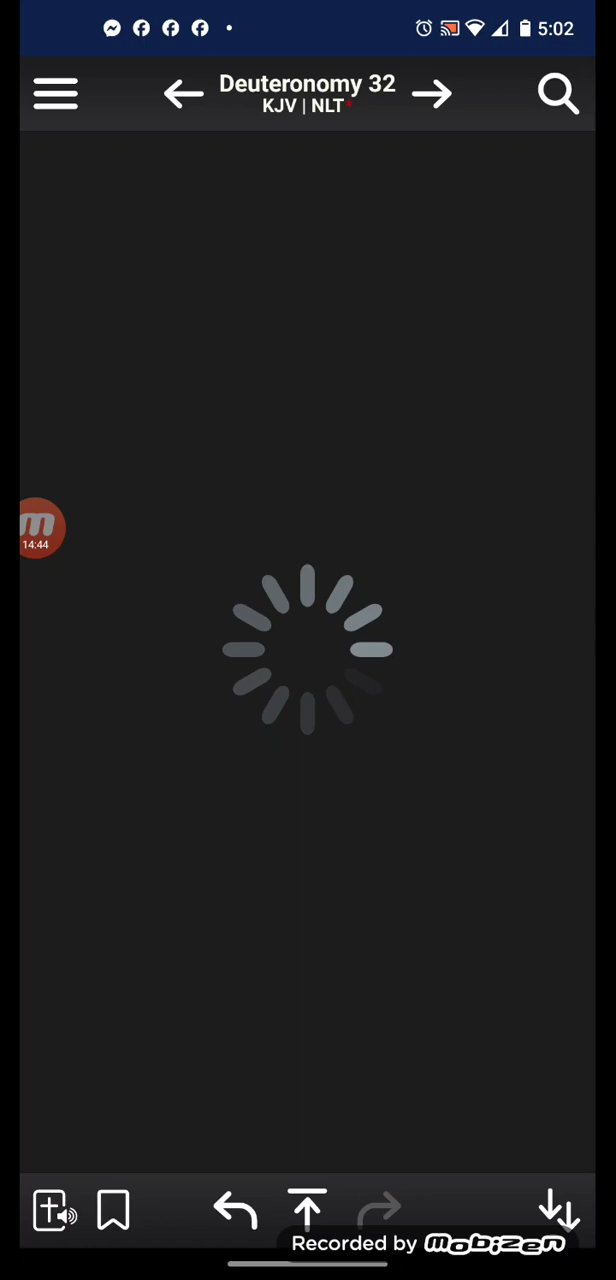 5:02
Deuteronomy 32
KJV | NLT*
m
14:44
Recorded by mobizen